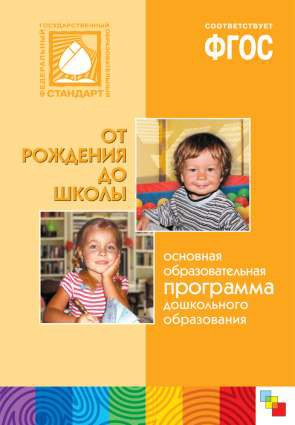 ФЕДЕРАЛЬНЫЙ
ГОСУДАРСТВЕННЫЙ
ОБРАЗОВАТЕЛЬНЫЙ
СТАНДАРТ
СООТВЕТСТВУЕТ
ФГОС
ОТ
РОЖДЕНИЯ
ДО
ШКОЛЫ
основная
образовательная
программа
дошкольного
образования